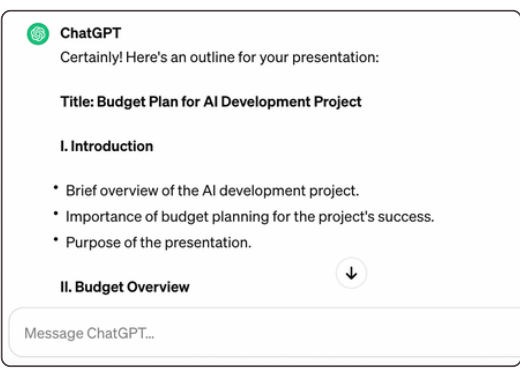 ChatGPT
Certainly! Here's an outline for your presentation:
Title: Budget Plan for AI Development Project
I. Introduction
• Brief overview of the AI development project.
• Importance of budget planning for the project's success.
• Purpose of the presentation.
II. Budget Overview
Message ChatGPT...